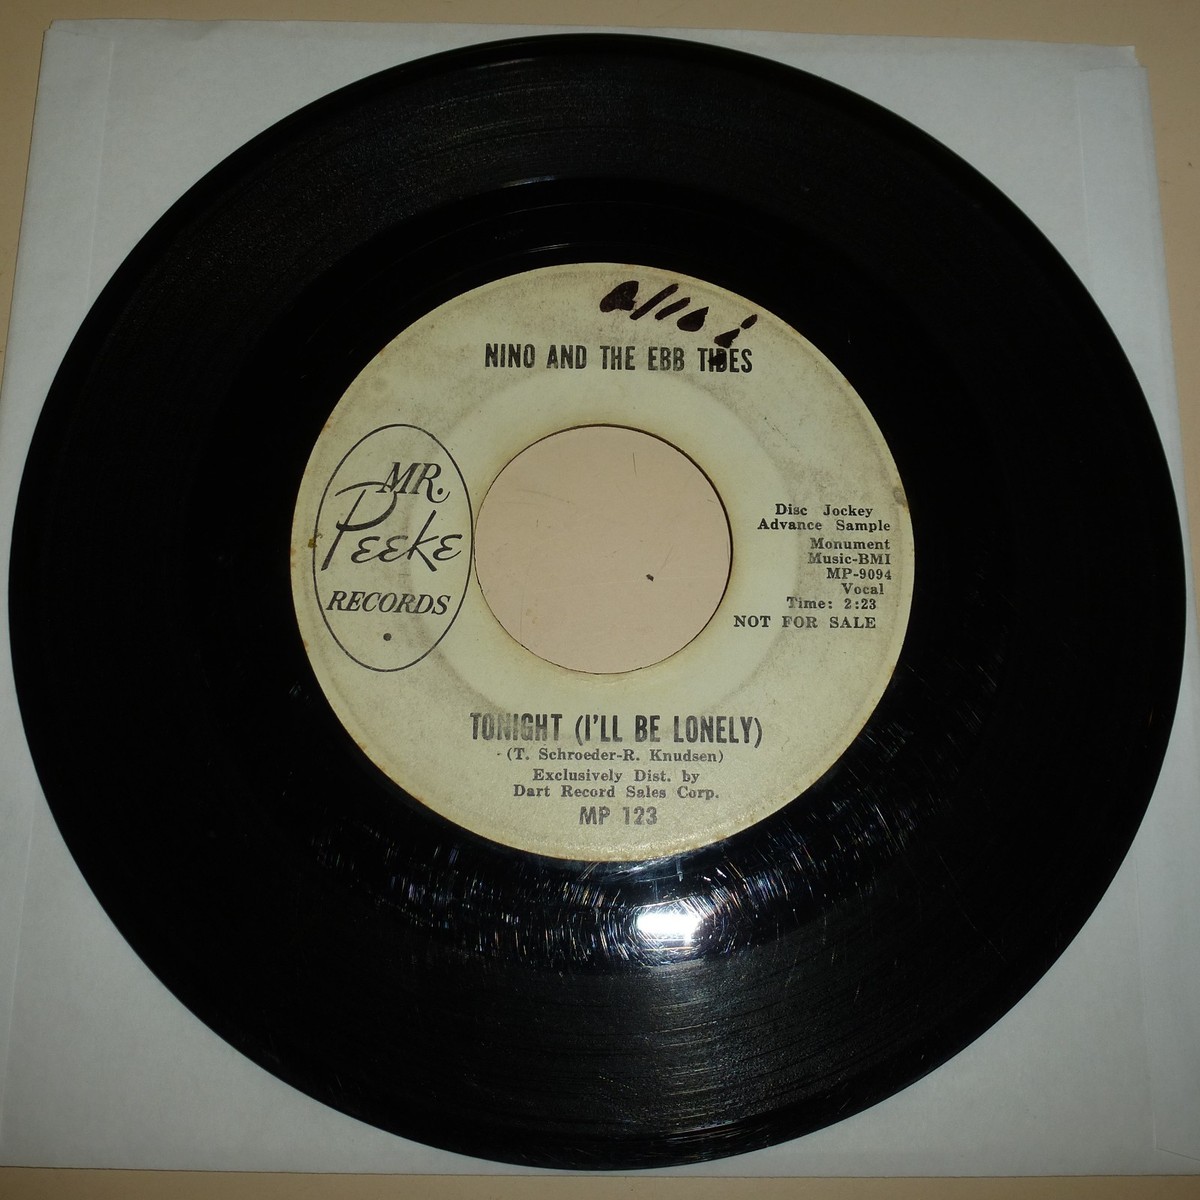 NINO AND THE EBB TIDES
MR.
Peeke
RECORDS
Disc Jockey
Advance Sample
Monument
Music-BMI
MP-9094
Vocal
Time: 2:23
NOT FOR SALE
TONIGHT (I'LL BE LONELY)
(T. Schroeder-R. Knudsen)
Exclusively Dist. by
Dart Record Sales Corp.
MP 123